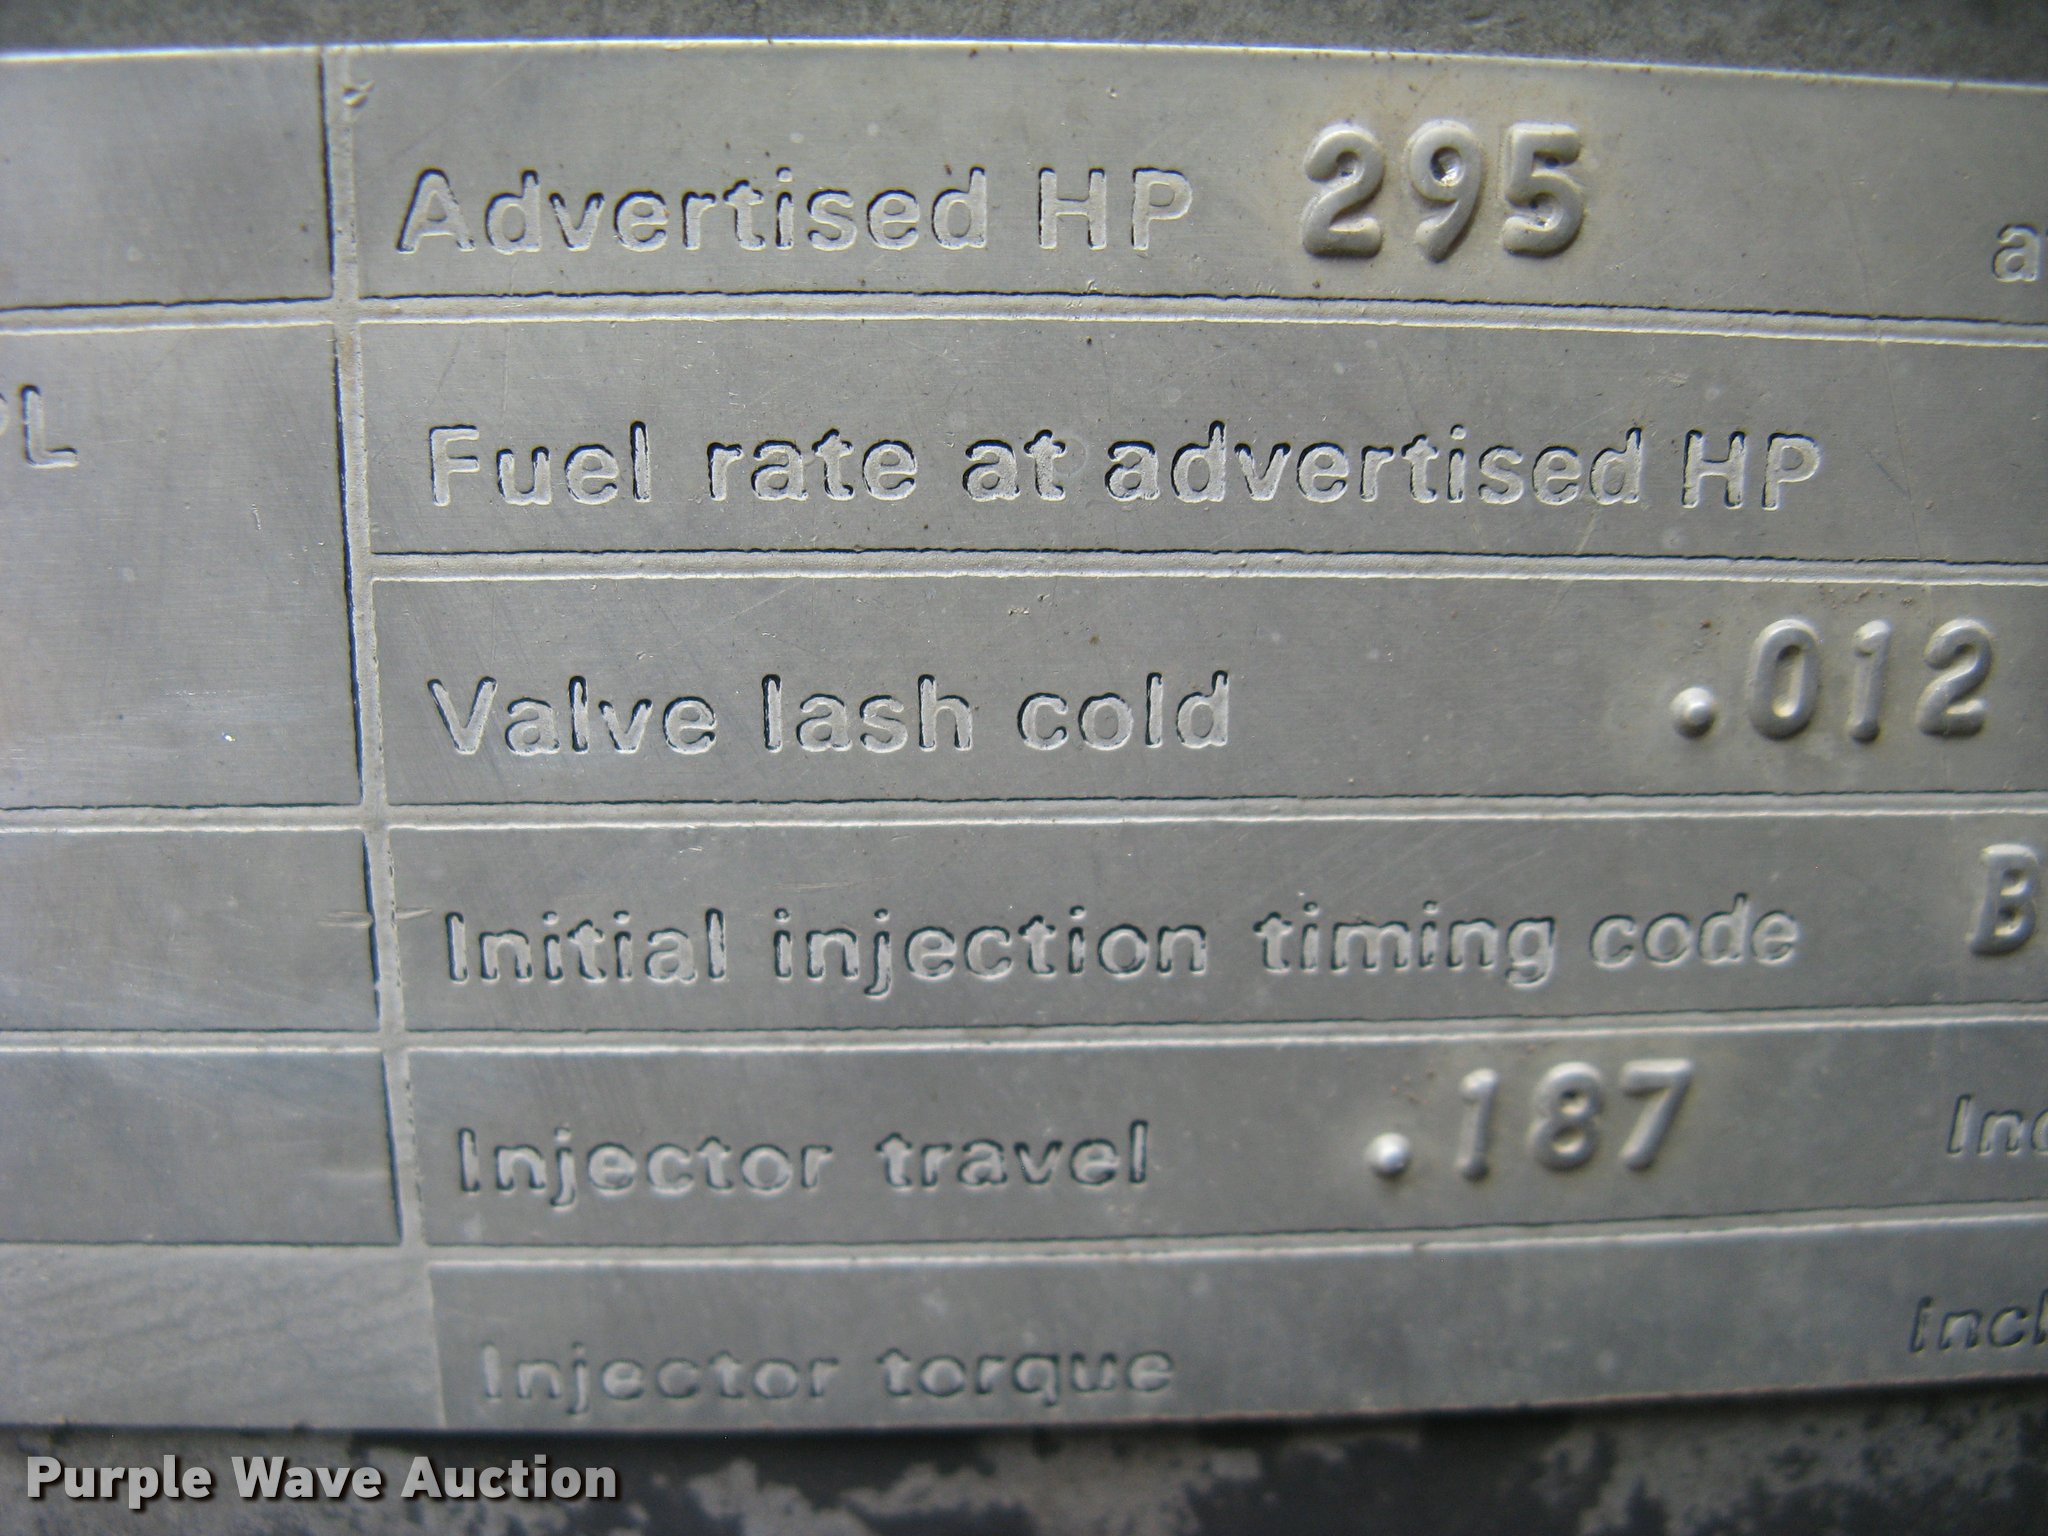 Advertised HP 295
Fuel rate at advertised HP
PL
Valve lash cold .012
Initial injection timing code B
Injector travel .187
Injector torque
Purple Wave Auction